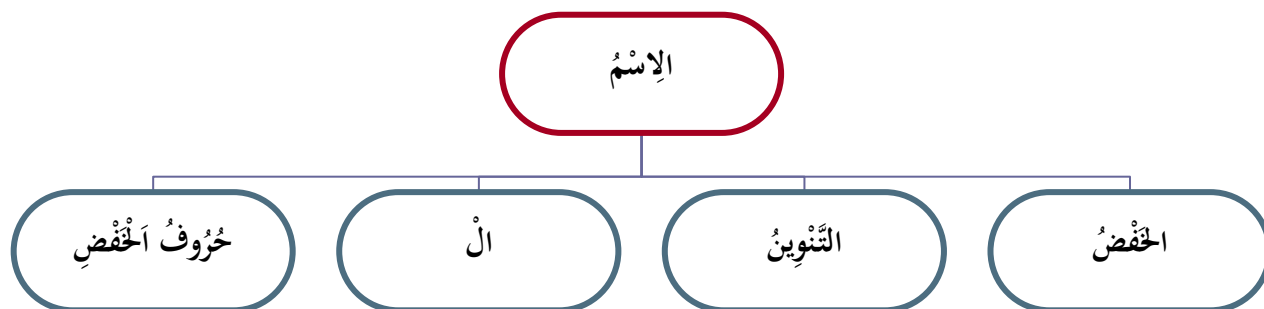 الِاسْمُ
الخَفْضُ
التَّنْوِينُ
الْ
حُرُوفُ اَلْخَفْضِ